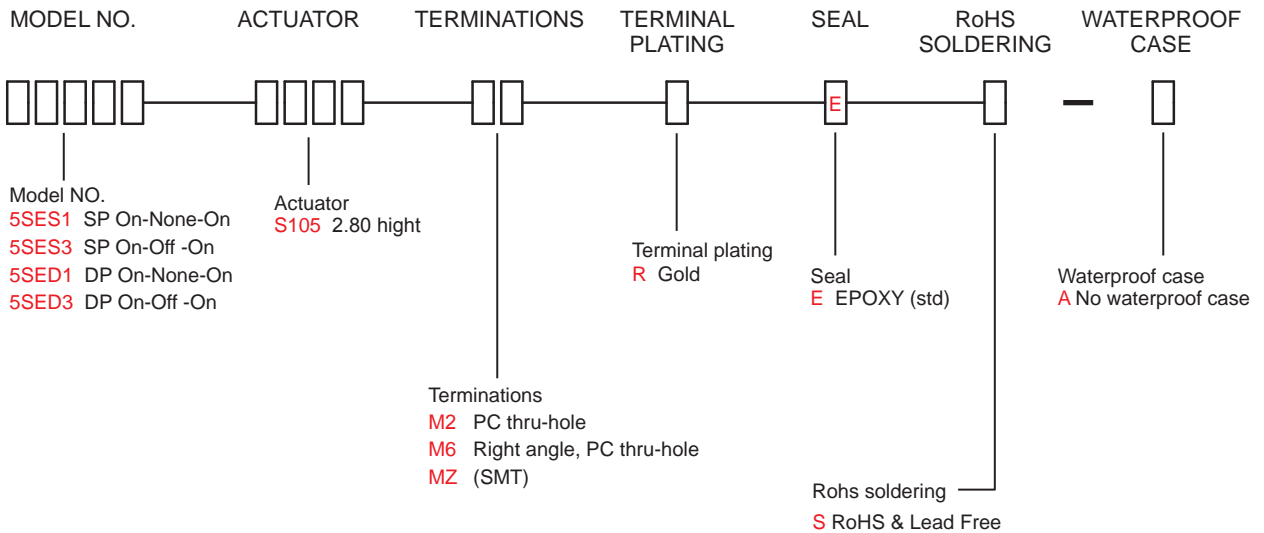 MODEL NO.
ACTUATOR
TERMINATIONS
TERMINAL
PLATING
SEAL
RoHS
SOLDERING
WATERPROOF
CASE
E
Model NO.
5SES1 SP On-None-On
5SES3 SP On-Off -On
5SED1 DP On-None-On
5SED3 DP On-Off -On
Actuator
S105 2.80 hight
Terminations
M2 PC thru-hole
M6 Right angle, PC thru-hole
MZ (SMT)
Terminal plating
R Gold
Seal
E EPOXY (std)
Rohs soldering
S RoHS & Lead Free
Waterproof case
A No waterproof case